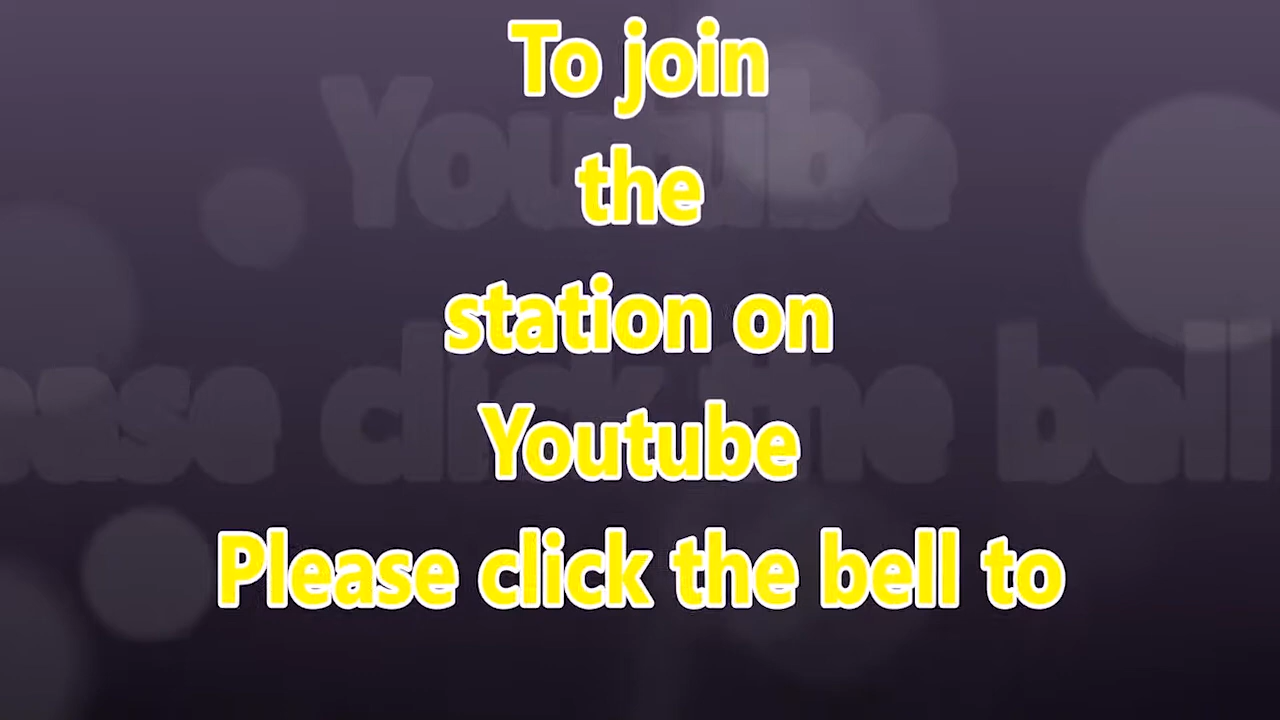 To join
the
station on
Youtube
Please click the bell to